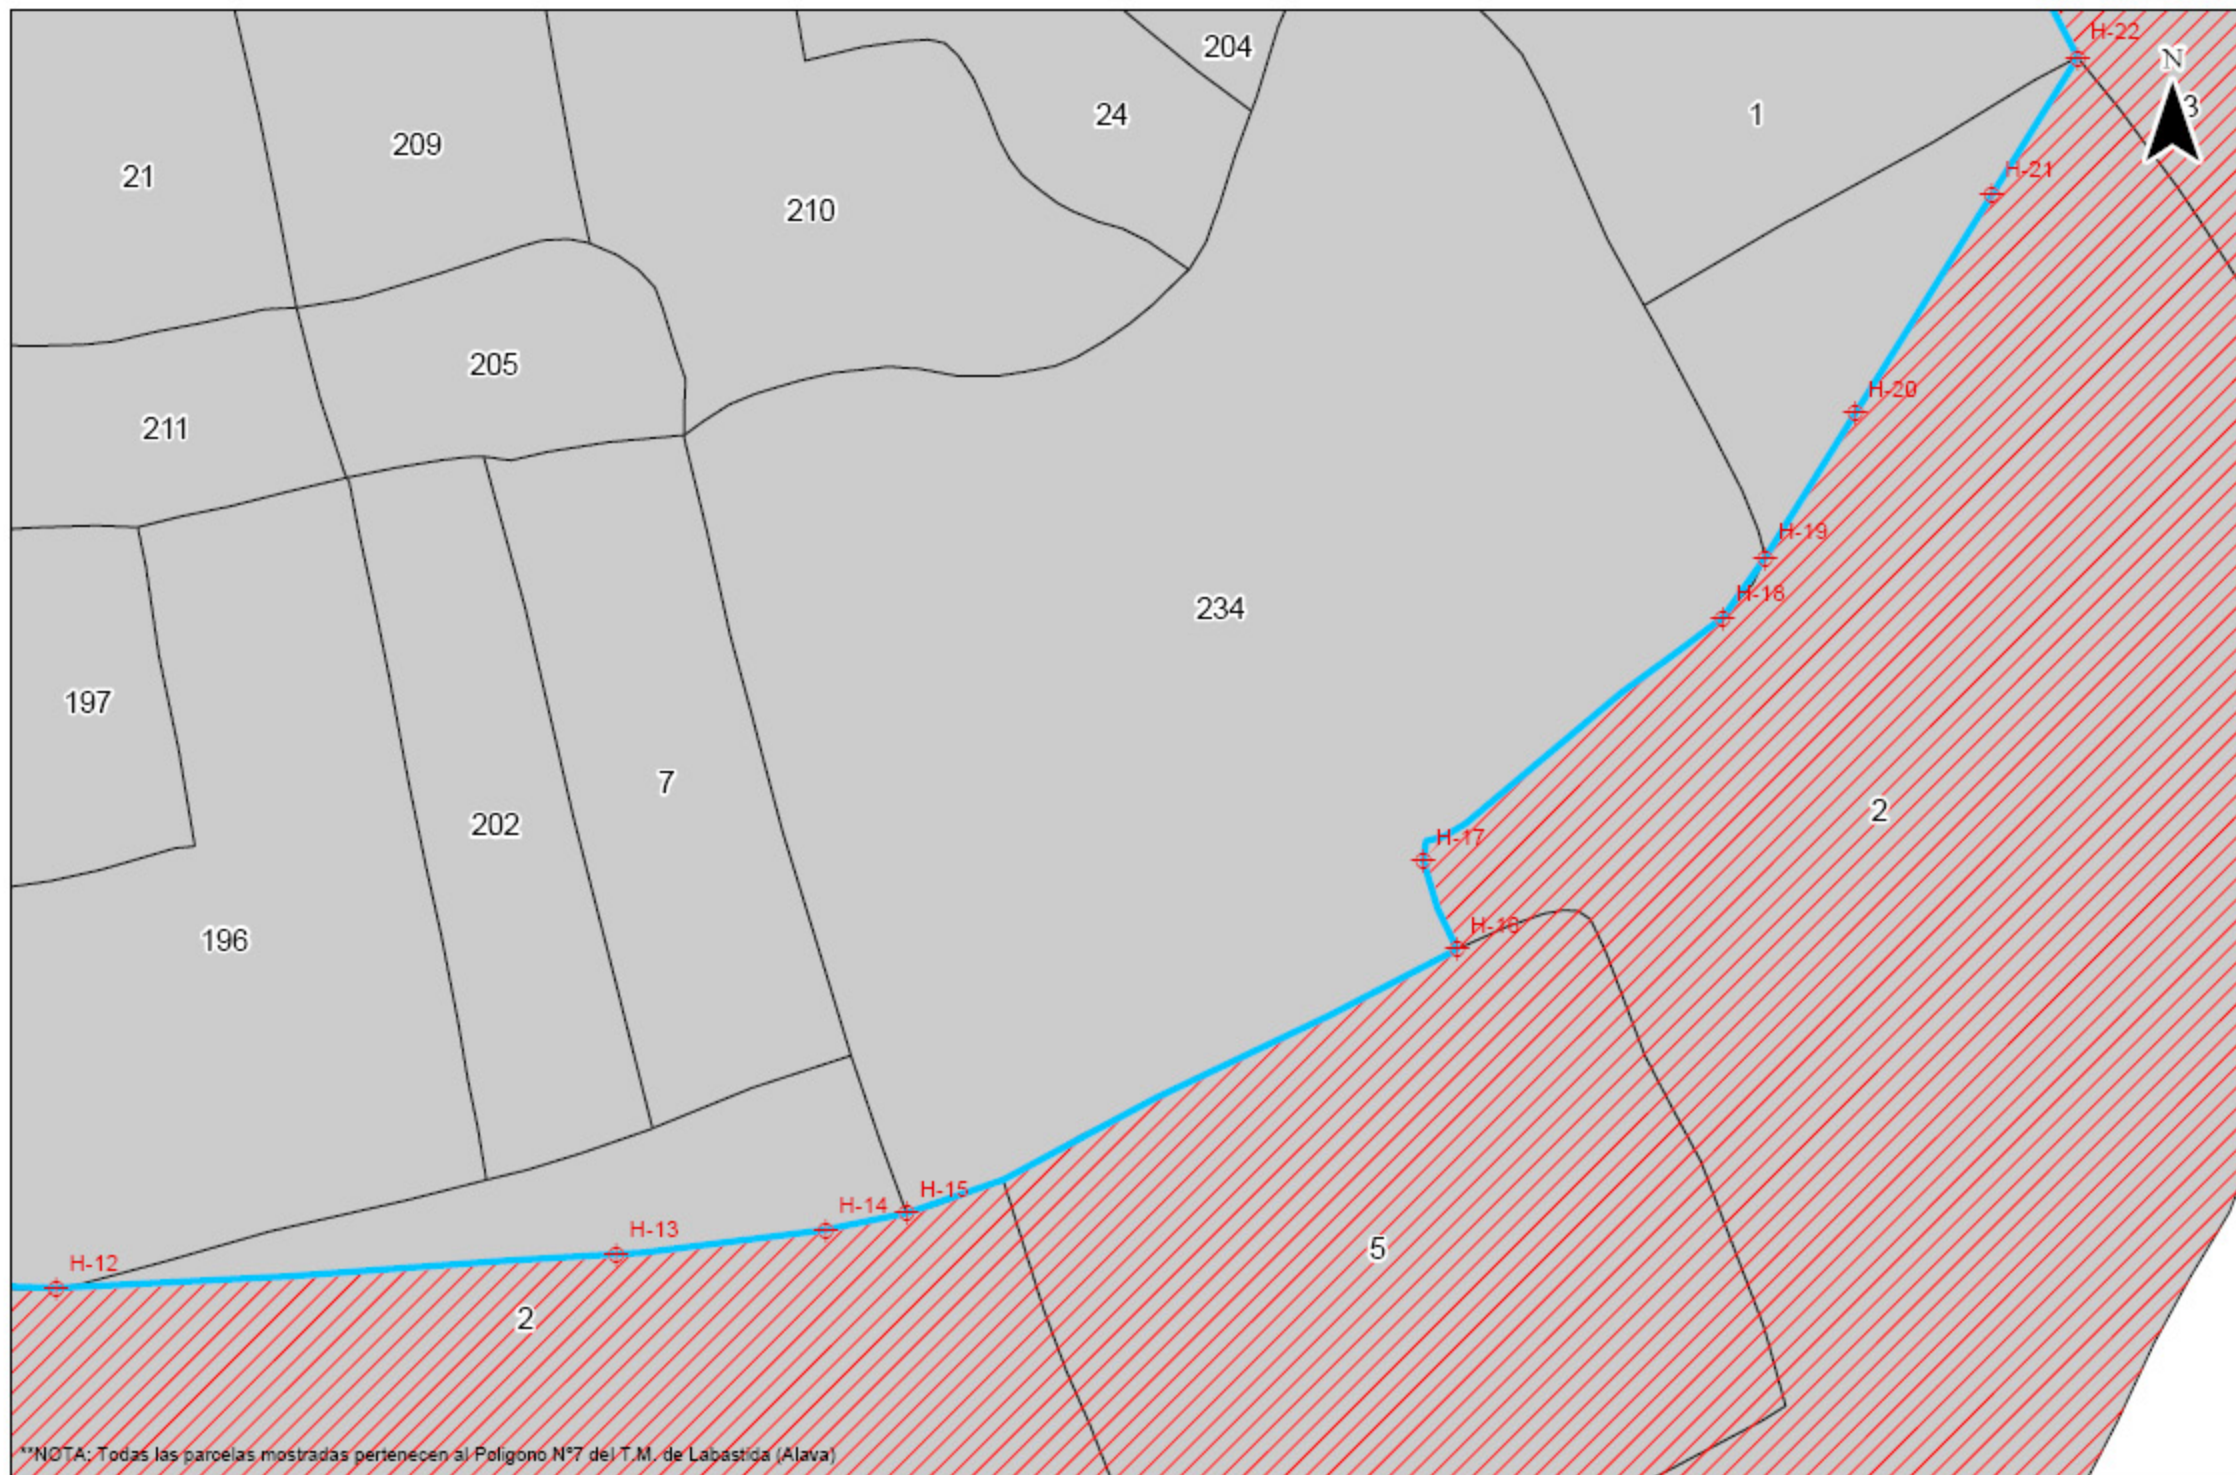 H-22
204
N
24
1
3
209
21
H-21
210
205
H-20
211
H-19
H-18
234
197
7
2
202
H-17
H-16
196
H-15
H-14
H-13
5
H-12
2
**NOTA: Todas las parcelas mostradas pertenecen al Poligono Nº7 del T.M. de Labastida (Alava)